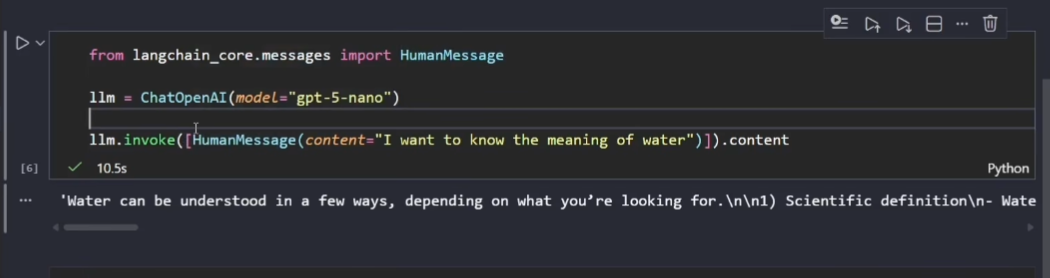 from langchain_core.messages import HumanMessage
llm = ChatOpenAI(model="gpt-5-nano")
llm.invoke([HumanMessage(content="I want to know the meaning of water")]).content
[6]
10.5s
Python
'Water can be understood in a few ways, depending on what you’re looking for.\n\n1) Scientific definition\n- Wate